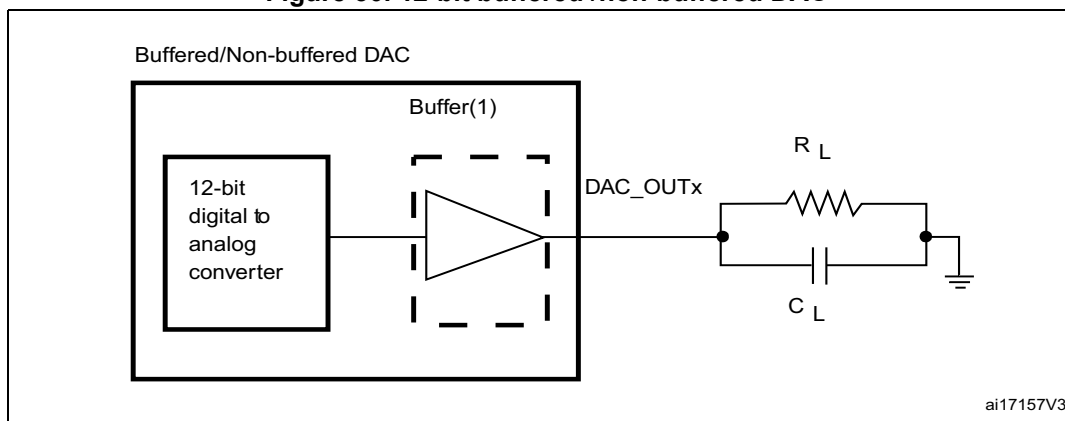 Buffered/Non-buffered DAC
Buffer(1)
12-bit
digital to
analog
converter
DAC_OUTx
R L
C L
ai17157V3